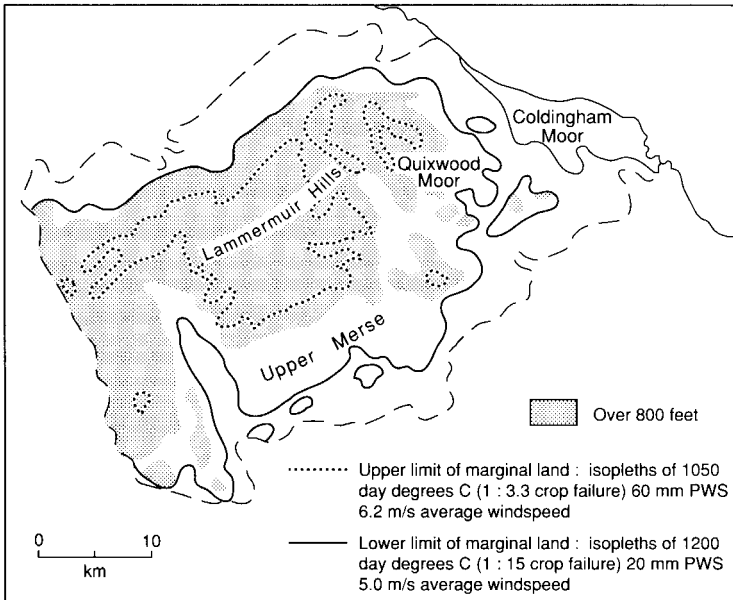 Coldingham
Moor
Quixwood
Moor
Lammermuir Hills
Upper Merse
Over 800 feet
Upper limit of marginal land : isopleths of 1050
day degrees C (1 : 3.3 crop failure) 60 mm PWS
6.2 m/s average windspeed
0 10
km
Lower limit of marginal land : isopleths of 1200
day degrees C (1 : 15 crop failure) 20 mm PWS
5.0 m/s average windspeed